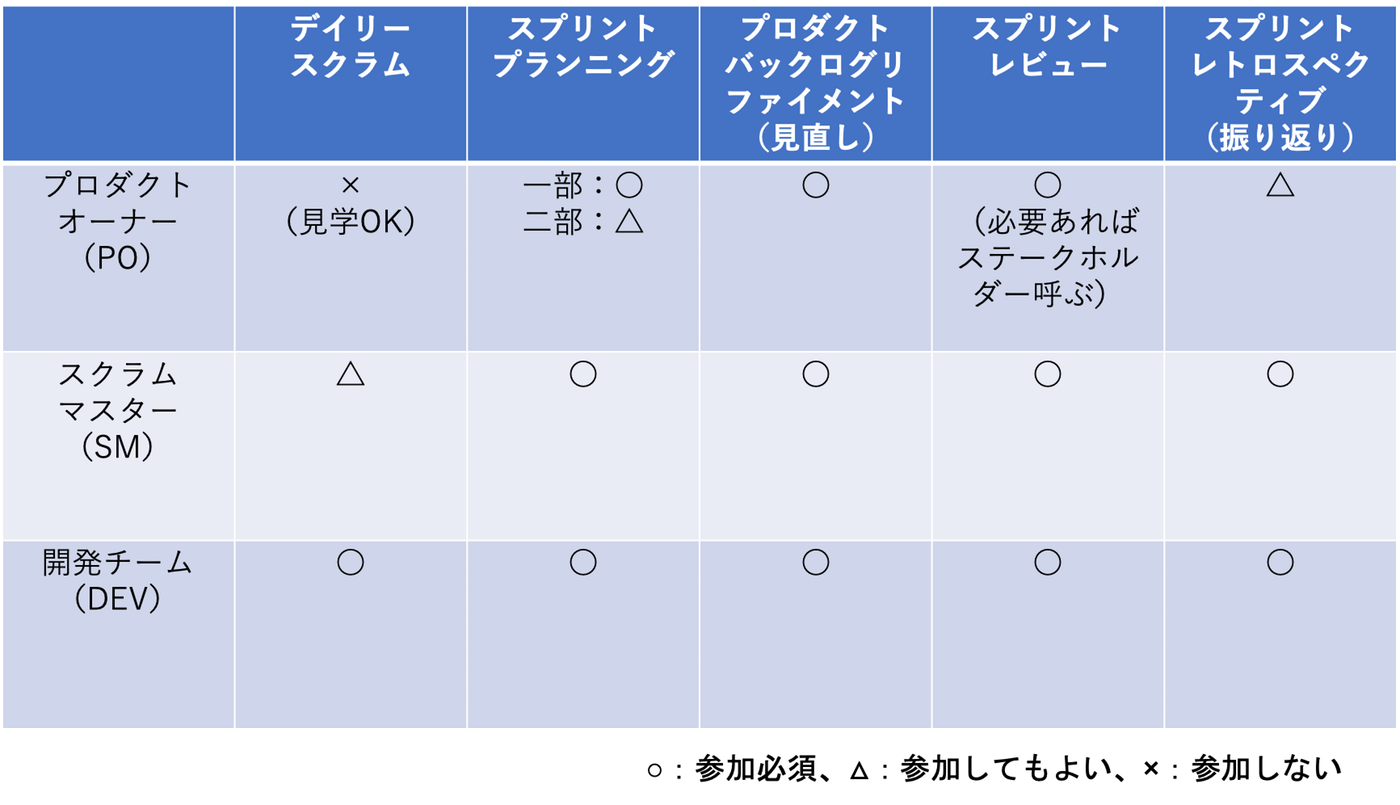 デイリー
スクラム
スプリント
プランニング
プロダクト
バックログリ
ファイメント
（見直し）
スプリント
レビュー
スプリント
レトロスペク
ティブ
（振り返り）
プロダクト
オーナー
（PO）
×
（見学OK）
一部：○
二部：△
○
○
（必要あれば
ステークホル
ダー呼ぶ）
△
スクラム
マスター
（SM）
△
○
○
○
○
開発チーム
（DEV）
○
○
○
○
○
○：参加必須、△：参加してもよい、×：参加しない